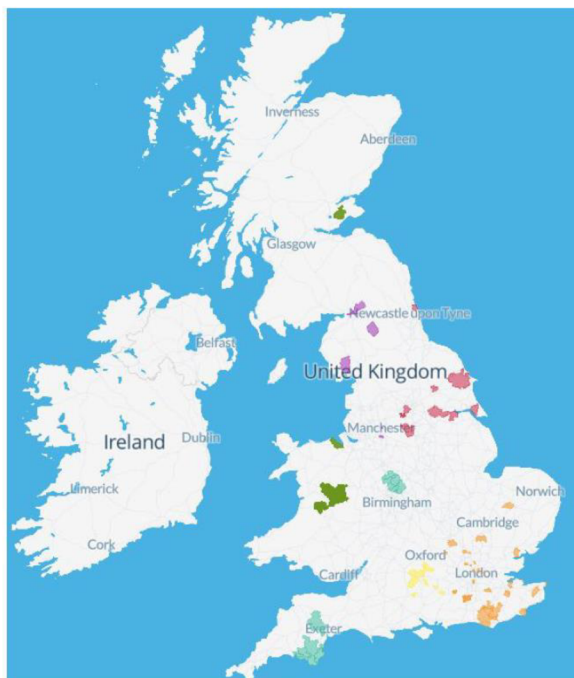 Inverness
Aberdeen
Glasgow
Newcastle upon Tyne
Belfast
United Kingdom
Ireland
Dublin
Manchester
Limerick
Norwich
Birmingham
Cambridge
Cork
Oxford
Cardiff
London
Exeter